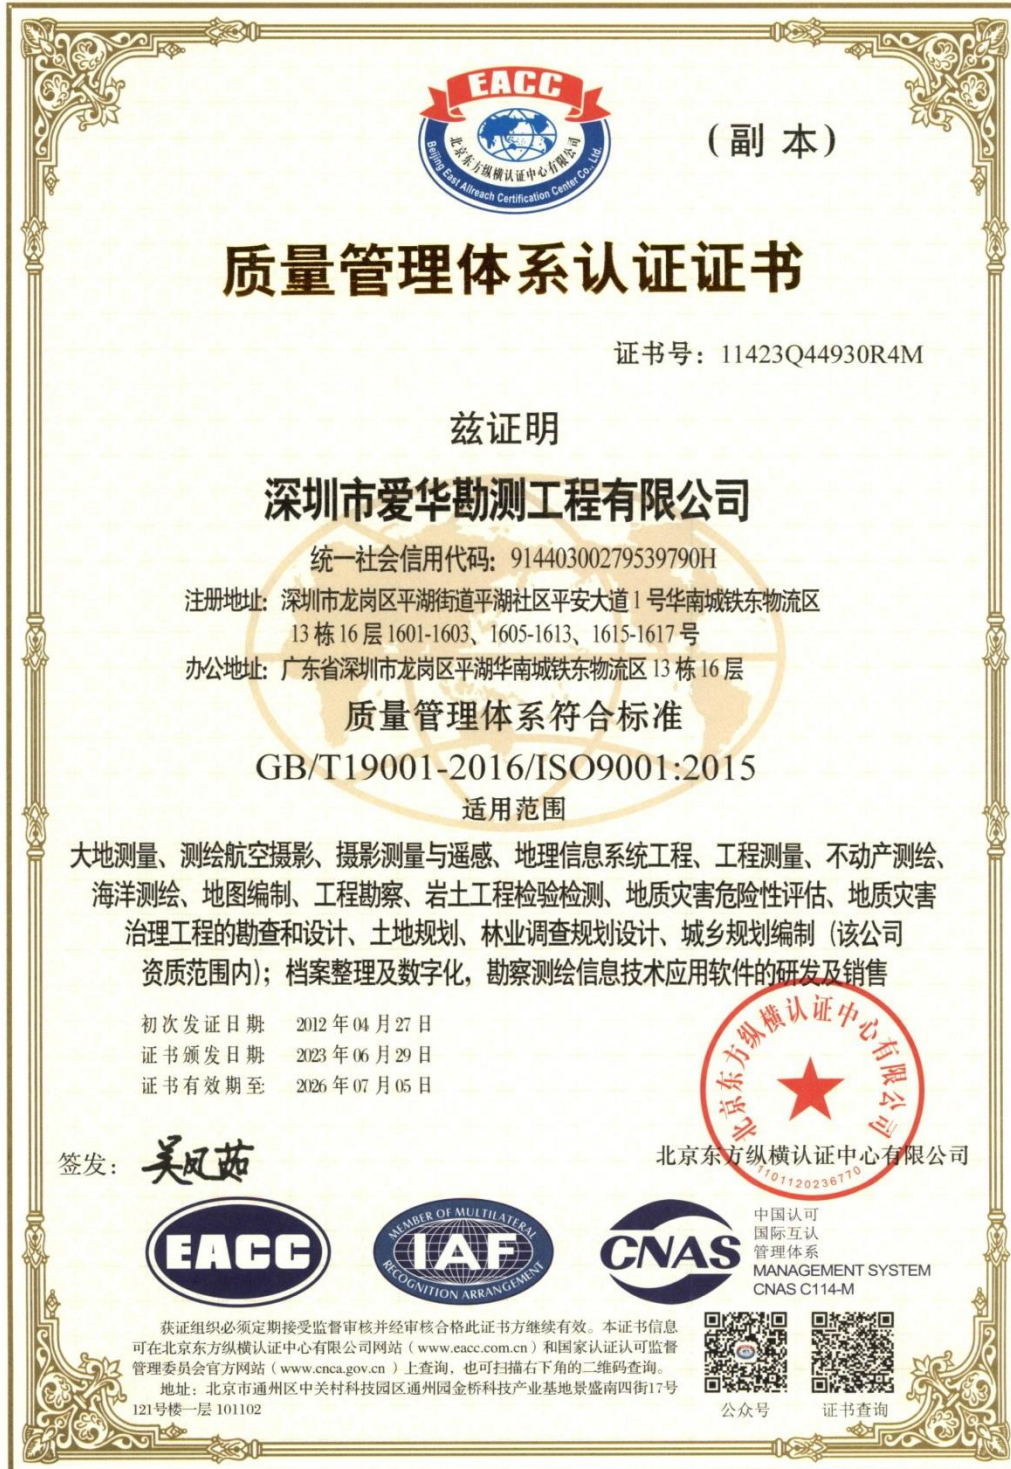 EACC
北京东方纵横认证中心有限公司
Beijing East Allreach Certification Center Co., Ltd.
(副 本)
质量管理体系认证证书
证书号：11423Q44930R4M
兹证明
深圳市爱华勘测工程有限公司
统一社会信用代码：91440300279539790H
注册地址：深圳市龙岗区平湖街道平湖社区平安大道1号华南城铁东物流区
13栋16层1601-1603、1605-1613、1615-1617号
办公地址：广东省深圳市龙岗区平湖华南城铁东物流区13栋16层
质量管理体系符合标准
GB/T19001-2016/ISO9001:2015
适用范围
大地测量、测绘航空摄影、摄影测量与遥感、地理信息系统工程、工程测量、不动产测绘、
海洋测绘、地图编制、工程勘察、岩土工程检验检测、地质灾害危险性评估、地质灾害
治理工程的勘查和设计、土地规划、林业调查规划设计、城乡规划编制（该公司
资质范围内）；档案整理及数字化，勘察测绘信息技术应用软件的研发及销售
初次发证日期: 2012年04月27日
证书颁发日期: 2023年06月29日
证书有效期至: 2026年07月05日
北京东方纵横认证中心有限公司
1101120236770
签发：吴凤茹
北京东方纵横认证中心有限公司
EACC
MEMBER OF MULTILATERAL
IAF
RECOGNITION ARRANGEMENT
CNAS
中国认可
国际互认
管理体系
MANAGEMENT SYSTEM
CNAS C114-M
获证组织必须定期接受监督审核并经审核合格此证书方继续有效。本证书信息
可在北京东方纵横认证中心有限公司网站（www.eacc.com.cn）和国家认证认可监督
管理委员会官方网站（www.cnca.gov.cn）上查询，也可扫描右下角的二维码查询。
地址：北京市通州区中关村科技园区通州园金桥科技产业基地景盛南四街17号
121号楼一层 101102
公众号
证书查询